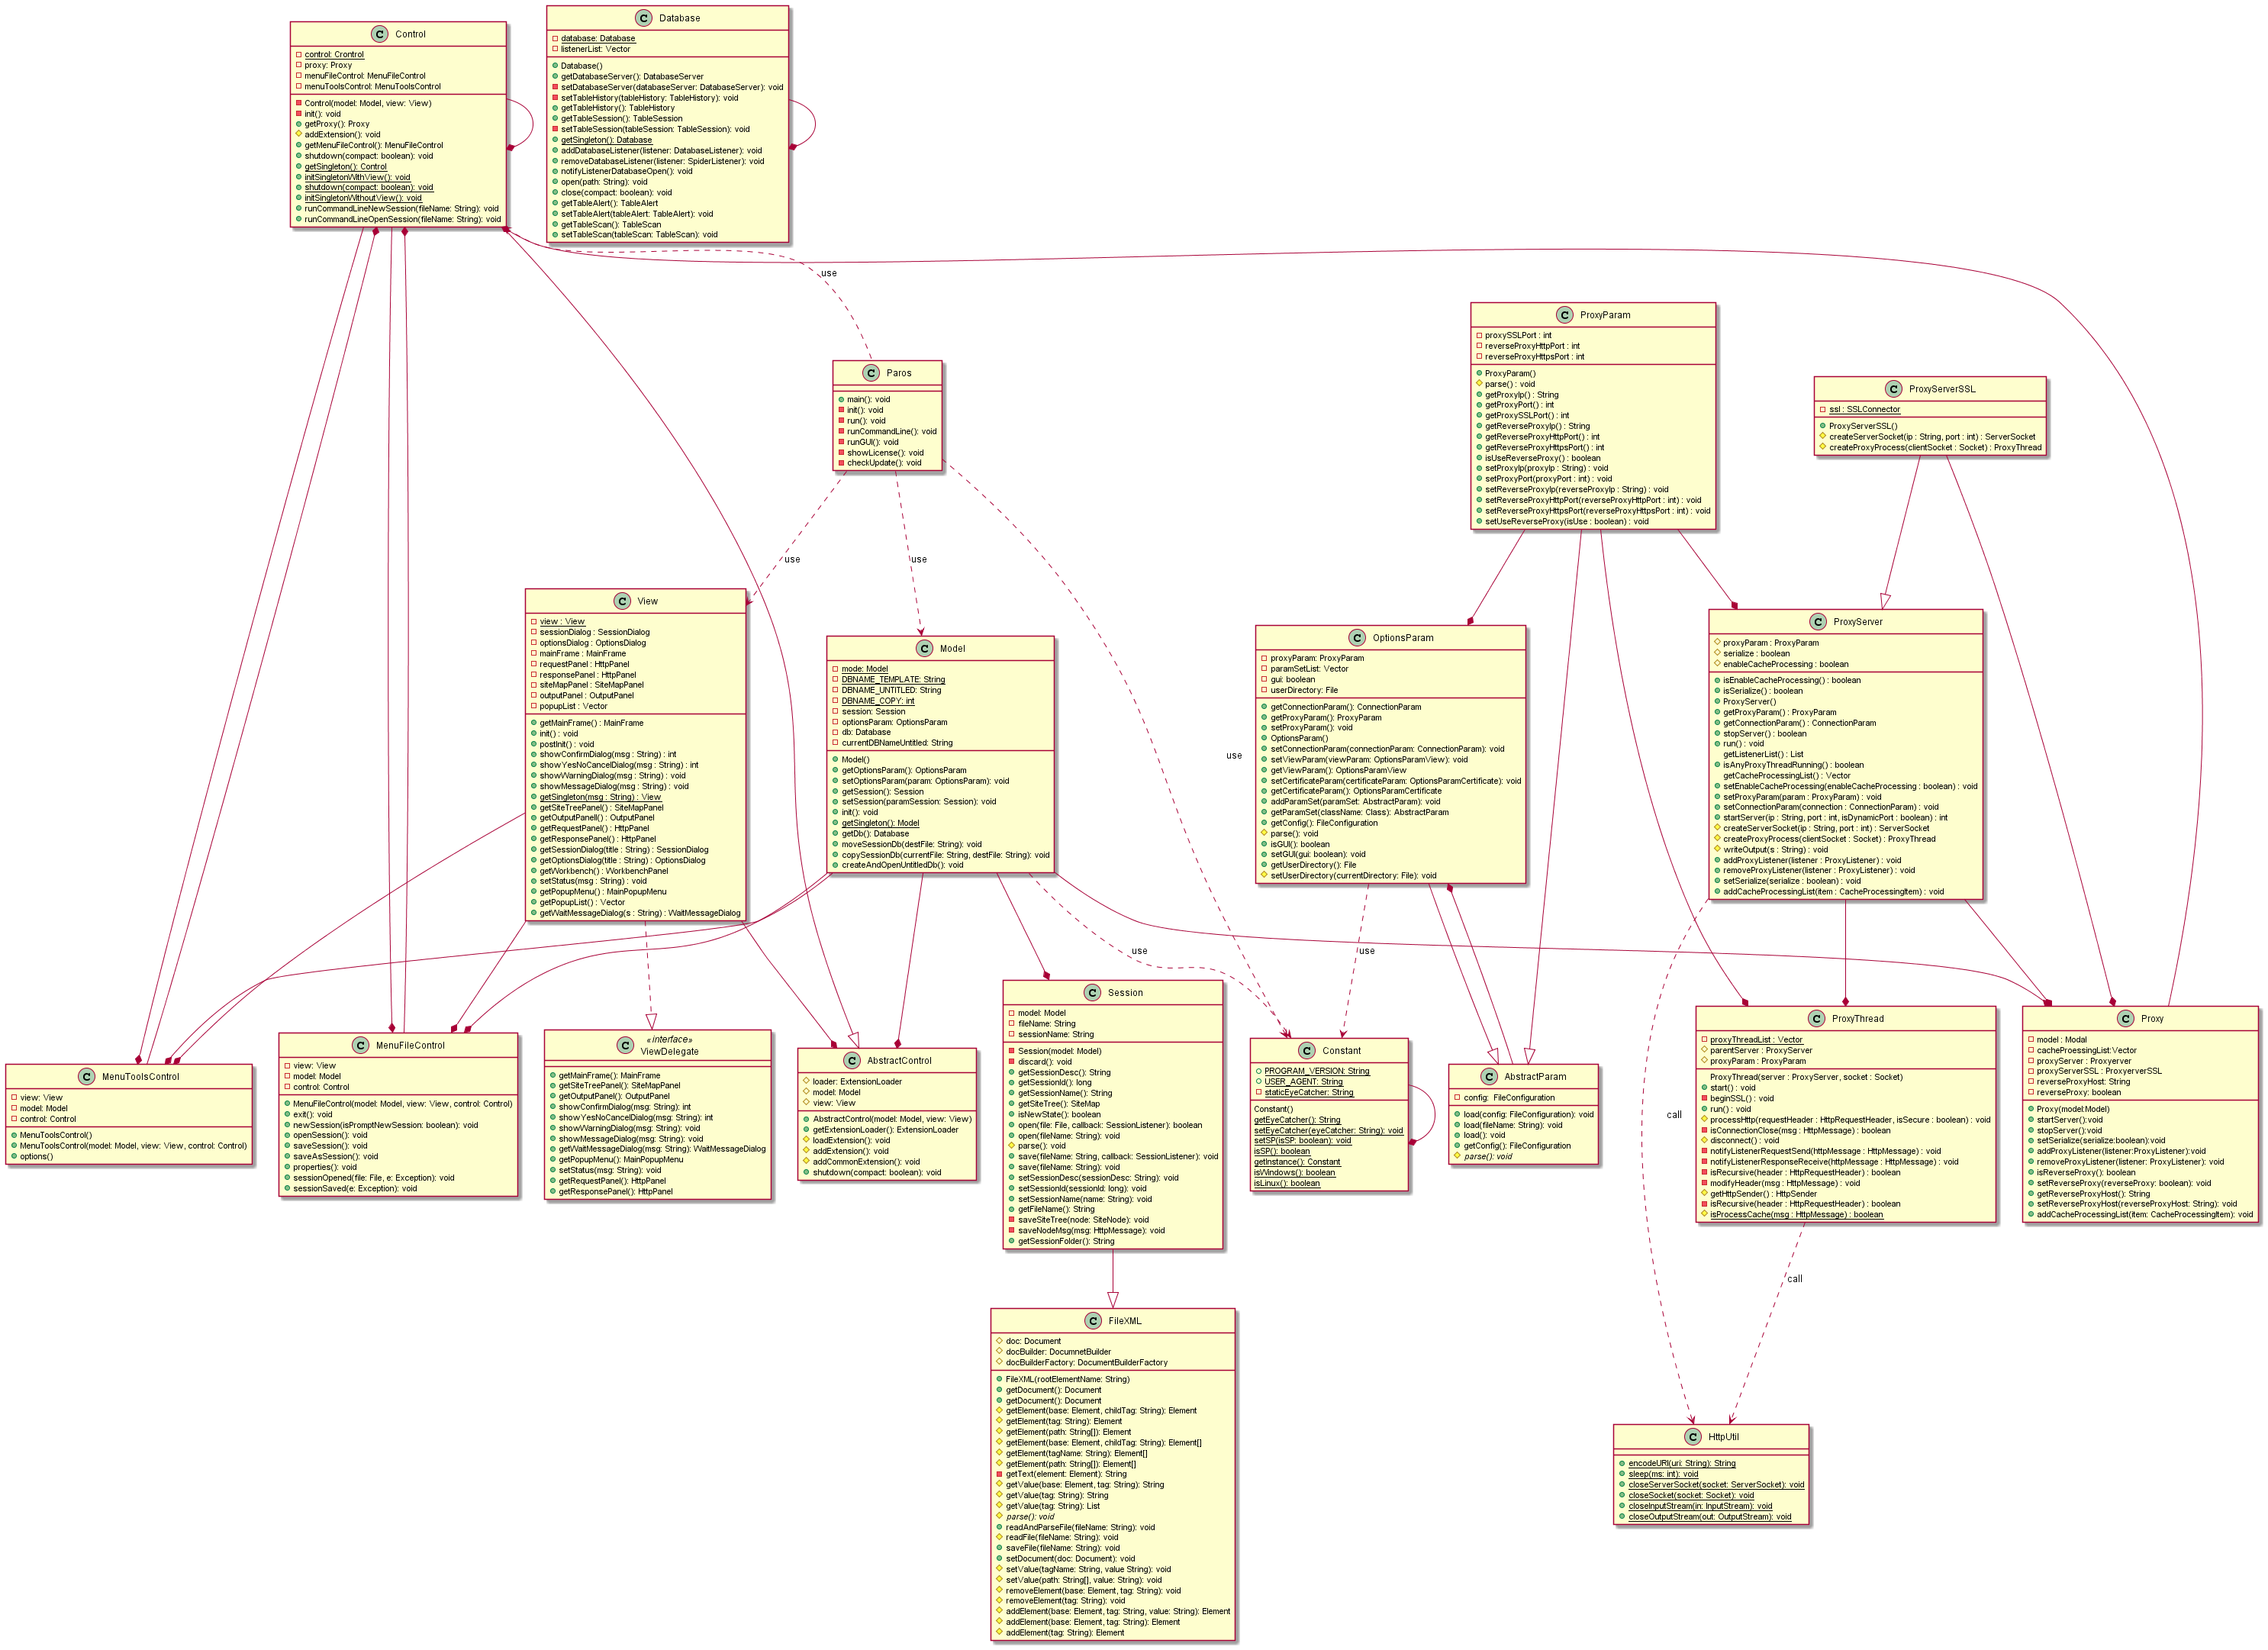 Control
control: Crontrol
proxy: Proxy
menuFileControl: MenuFileControl
menuToolsControl: MenuToolsControl
Control(model: Model, view: View)
init(): void
getProxy(): Proxy
addExtension(): void
getMenuFileControl(): MenuFileControl
shutdown(compact: boolean): void
getSingleton(): Control
initSingletonWithView(): void
shutdown(compact: boolean): void
initSingletonWithoutView(): void
runCommandLineNewSession(fileName: String): void
runCommandLineOpenSession(fileName: String): void
Database
database: Database
listenerList: Vector
Database()
getDatabaseServer(): DatabaseServer
setDatabaseServer(databaseServer: DatabaseServer): void
setTableHistory(tableHistory: TableHistory): void
getTableHistory(): TableHistory
getTableSession(): TableSession
setTableSession(tableSession: TableSession): void
getSingleton(): Database
addDatabaseListener(listener: DatabaseListener): void
removeDatabaseListener(listener: SpiderListener): void
notifyListenerDatabaseOpen(): void
open(path: String): void
close(compact: boolean): void
getTableAlert(): TableAlert
setTableAlert(tableAlert: TableAlert): void
getTableScan(): TableScan
setTableScan(tableScan: TableScan): void
use
Paros
main(): void
init(): void
run(): void
runCommandLine(): void
runGUI(): void
showLicense(): void
checkUpdate(): void
ProxyParam
proxySSLPort : int
reverseProxyHttpPort : int
reverseProxyHttpsPort : int
ProxyParam()
parse() : void
getProxyIp() : String
getProxyPort() : int
getProxySSLPort() : int
getReverseProxyIp() : String
getReverseProxyHttpPort() : int
getReverseProxyHttpsPort() : int
isUseReverseProxy() : boolean
setProxyIp(proxyIp : String) : void
setProxyPort(proxyPort : int) : void
setReverseProxyIp(reverseProxyIp : String) : void
setReverseProxyHttpPort(reverseProxyHttpPort : int) : void
setReverseProxyHttpsPort(reverseProxyHttpsPort : int) : void
setUseReverseProxy(isUse : boolean) : void
ProxyServerSSL
ssl : SSLConnector
ProxyServerSSL()
createServerSocket(ip : String, port : int) : ServerSocket
createProxyProcess(clientSocket : Socket) : ProxyThread
use
use
use
View
view : View
sessionDialog : SessionDialog
optionsDialog : OptionsDialog
mainFrame : MainFrame
requestPanel : HttpPanel
responsePanel : HttpPanel
siteMapPanel : SiteMapPanel
outputPanel : OutputPanel
popupList : Vector
getMainFrame() : MainFrame
init() : void
postInit() : void
showConfirmDialog(msg : String) : int
showYesNoCancelDialog(msg : String) : int
showWarningDialog(msg : String) : void
showMessageDialog(msg : String) : void
getSingleton(msg : String) : View
getSiteTreePanel() : SiteMapPanel
getOutputPanell() : OutputPanel
getRequestPanel() : HttpPanel
getResponsePanel() : HttpPanel
getSessionDialog(title : String) : SessionDialog
getOptionsDialog(title : String) : OptionsDialog
getWorkbench() : WorkbenchPanel
setStatus(msg : String) : void
getPopupMenu() : MainPopupMenu
getPopupList() : Vector
getWaitMessageDialog(s : String) : WaitMessageDialog
Model
mode: Model
DBNAME_TEMPLATE: String
DBNAME_UNTITLED: String
DBNAME_COPY: int
session: Session
optionsParam: OptionsParam
db: Database
currentDBNameUntitled: String
Model()
getOptionsParam(): OptionsParam
setOptionsParam(param: OptionsParam): void
getSession(): Session
setSession(paramSession: Session): void
init(): void
getSingleton(): Model
getDb(): Database
moveSessionDb(destFile: String): void
copySessionDb(currentFile: String, destFile: String): void
createAndOpenUntitledDb(): void
OptionsParam
proxyParam: ProxyParam
paramSetList: Vector
gui: boolean
userDirectory: File
getConnectionParam(): ConnectionParam
getProxyParam(): ProxyParam
setProxyParam(): void
OptionsParam()
setConnectionParam(connectionParam: ConnectionParam): void
setViewParam(viewParam: OptionsParamView): void
getViewParam(): OptionsParamView
setCertificateParam(certificateParam: OptionsParamCertificate): void
getCertificateParam(): OptionsParamCertificate
addParamSet(paramSet: AbstractParam): void
getParamSet(className: Class): AbstractParam
getConfig(): FileConfiguration
parse(): void
isGUI(): boolean
setGUI(gui: boolean): void
getUserDirectory(): File
setUserDirectory(currentDirectory: File): void
ProxyServer
proxyParam : ProxyParam
serialize : boolean
enableCacheProcessing : boolean
isEnableCacheProcessing() : boolean
isSerialize() : boolean
ProxyServer()
getProxyParam() : ProxyParam
getConnectionParam() : ConnectionParam
stopServer() : boolean
run() : void
getListenerList() : List
isAnyProxyThreadRunning() : boolean
getCacheProcessingList() : Vector
setEnableCacheProcessing(enableCacheProcessing : boolean) : void
setProxyParam(param : ProxyParam) : void
setConnectionParam(connection : ConnectionParam) : void
startServer(ip : String, port : int, isDynamicPort : boolean) : int
createServerSocket(ip : String, port : int) : ServerSocket
createProxyProcess(clientSocket : Socket) : ProxyThread
writeOutput(s : String) : void
addProxyListener(listener : ProxyListener) : void
removeProxyListener(listener : ProxyListener) : void
setSerialize(serialize : boolean) : void
addCacheProcessingList(item : CacheProcessingItem) : void
use
use
MenuToolsControl
view: View
model: Model
control: Control
MenuToolsControl()
MenuToolsControl(model: Model, view: View, control: Control)
options()
MenuFileControl
view: View
model: Model
control: Control
MenuFileControl(model: Model, view: View, control: Control)
exit(): void
newSession(isPromptNewSession: boolean): void
openSession(): void
saveSession(): void
saveAsSession(): void
properties(): void
sessionOpened(file: File, e: Exception): void
sessionSaved(e: Exception): void
«interface»
ViewDelegate
getMainFrame(): MainFrame
getSiteTreePanel(): SiteMapPanel
getOutputPanel(): OutputPanel
showConfirmDialog(msg: String): int
showYesNoCancelDialog(msg: String): int
showWarningDialog(msg: String): void
showMessageDialog(msg: String): void
getWaitMessageDialog(msg: String): WaitMessageDialog
getPopupMenu(): MainPopupMenu
setStatus(msg: String): void
getRequestPanel(): HttpPanel
getResponsePanel(): HttpPanel
AbstractControl
loader: ExtensionLoader
model: Model
view: View
AbstractControl(model: Model, view: View)
getExtensionLoader(): ExtensionLoader
loadExtension(): void
addExtension(): void
addCommonExtension(): void
shutdown(compact: boolean): void
Session
model: Model
fileName: String
sessionName: String
Session(model: Model)
discard(): void
getSessionDesc(): String
getSessionId(): long
getSessionName(): String
getSiteTree(): SiteMap
isNewState(): boolean
open(file: File, callback: SessionListener): boolean
open(fileName: String): void
parse(): void
save(fileName: String, callback: SessionListener): void
save(fileName: String): void
setSessionDesc(sessionDesc: String): void
setSessionId(sessionId: long): void
setSessionName(name: String): void
getFileName(): String
saveSiteTree(node: SiteNode): void
saveNodeMsg(msg: HttpMessage): void
getSessionFolder(): String
Constant
PROGRAM_VERSION: String
USER_AGENT: String
staticEyeCatcher: String
Constant()
getEyeCatcher(): String
setEyeCatcher(eyeCatcher: String): void
setSP(isSP: boolean): void
isSP(): boolean
getInstance(): Constant
isWindows(): boolean
isLinux(): boolean
AbstractParam
config: FileConfiguration
load(config: FileConfiguration): void
load(fileName: String): void
load(): void
getConfig(): FileConfiguration
parse(): void
ProxyThread
proxyThreadList : Vector
parentServer : ProxyServer
proxyParam : ProxyParam
ProxyThread(server : ProxyServer, socket : Socket)
start() : void
beginSSL() : void
run() : void
processHttp(requestHeader : HttpRequestHeader, isSecure : boolean) : void
isConnectionClose(msg : HttpMessage) : boolean
disconnect() : void
notifyListenerRequestSend(httpMessage : HttpMessage) : void
notifyListenerResponseReceive(httpMessage : HttpMessage) : void
isRecursive(header : HttpRequestHeader) : boolean
modifyHeader(msg : HttpMessage) : void
getHttpSender() : HttpSender
isRecursive(header : HttpRequestHeader) : boolean
isProcessCache(msg : HttpMessage) : boolean
Proxy
model : Modal
cacheProessingList:Vector
proxyServer : Proxyerver
proxyServerSSL : ProxyerverSSL
reverseProxyHost: String
reverseProxy: boolean
Proxy(model:Model)
startServer():void
stopServer():void
setSerialize(serialize:boolean):void
addProxyListener(listener:ProxyListener):void
removeProxyListener(listener: ProxyListener): void
isReverseProxy(): boolean
setReverseProxy(reverseProxy: boolean): void
getReverseProxyHost(): String
setReverseProxyHost(reverseProxyHost: String): void
addCacheProcessingList(item: CacheProcessingItem): void
call
call
FileXML
doc: Document
docBuilder: DocumnetBuilder
docBuilderFactory: DocumentBuilderFactory
FileXML(rootElementName: String)
getDocument(): Document
getDocument(): Document
getElement(base: Element, childTag: String): Element
getElement(tag: String): Element
getElement(path: String[]): Element
getElement(base: Element, childTag: String): Element[]
getElement(tagName: String): Element[]
getElement(path: String[]): Element[]
getText(element: Element): String
getValue(base: Element, tag: String): String
getValue(tag: String): String
getValue(tag: String): List
parse(): void
readAndParseFile(fileName: String): void
readFile(fileName: String): void
saveFile(fileName: String): void
setDocument(doc: Document): void
setValue(tagName: String, value String): void
setValue(path: String[], value: String): void
removeElement(base: Element, tag: String): void
removeElement(tag: String): void
addElement(base: Element, tag: String, value: String): Element
addElement(base: Element, tag: String): Element
addElement(tag: String): Element
HttpUtil
encodeURI(uri: String): String
sleep(ms: int): void
closeServerSocket(socket: ServerSocket): void
closeSocket(socket: Socket): void
closeInputStream(in: InputStream): void
closeOutputStream(out: OutputStream): void